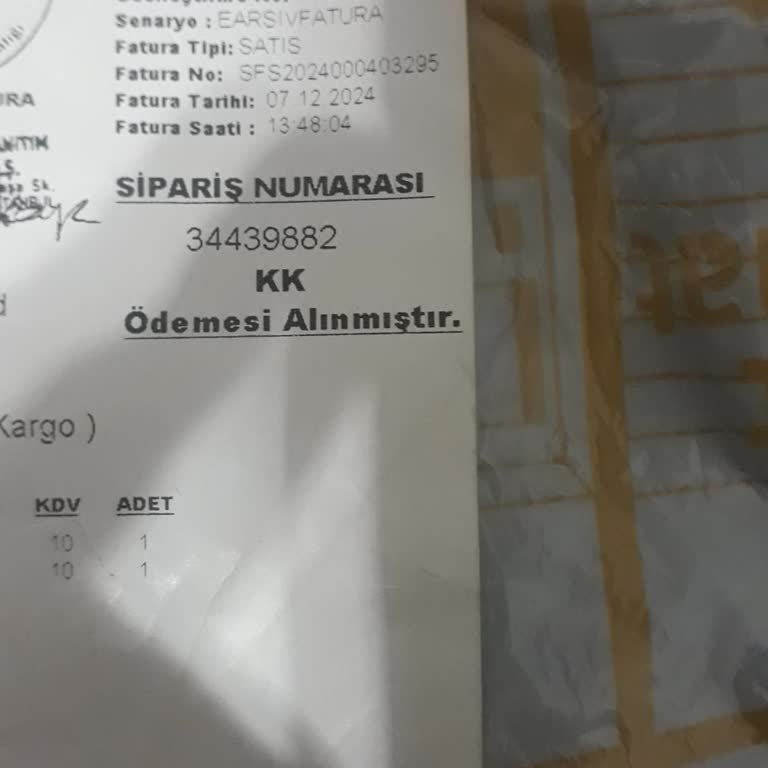 Senaryo : EARSIVFATURA
Fatura Tipi: SATIS
Fatura No: SFS2024000403295
Fatura Tarihi: 07.12.2024
Fatura Saati : 13:48:04
SİPARİŞ NUMARASI
34439882
KK
Ödemesi Alınmıştır.
Kargo )
KDV ADET
10 1
10 1